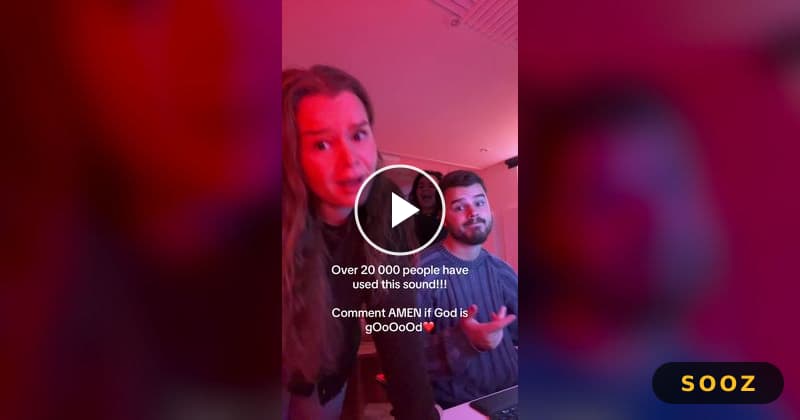 Over 20 000 people have
used this sound!!!
Comment AMEN if God is
gOoOoOd❤️
SOOZ